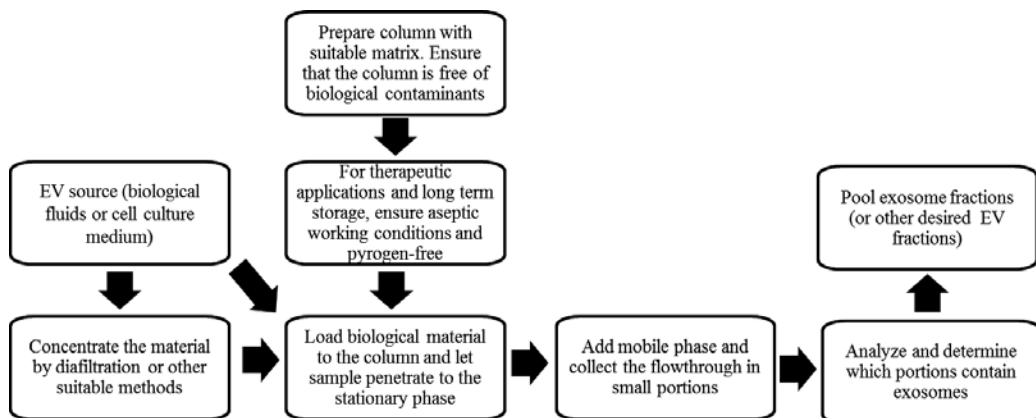 Prepare column with
suitable matrix. Ensure
that the column is free of
biological contaminants
EV source (biological
fluids or cell culture
medium)
For therapeutic
applications and long term
storage, ensure aseptic
working conditions and
pyrogen-free
Pool exosome fractions
(or other desired EV
fractions)
Concentrate the material
by diafiltration or other
suitable methods
Load biological material
to the column and let
sample penetrate to the
stationary phase
Add mobile phase and
collect the flowthrough in
small portions
Analyze and determine
which portions contain
exosomes